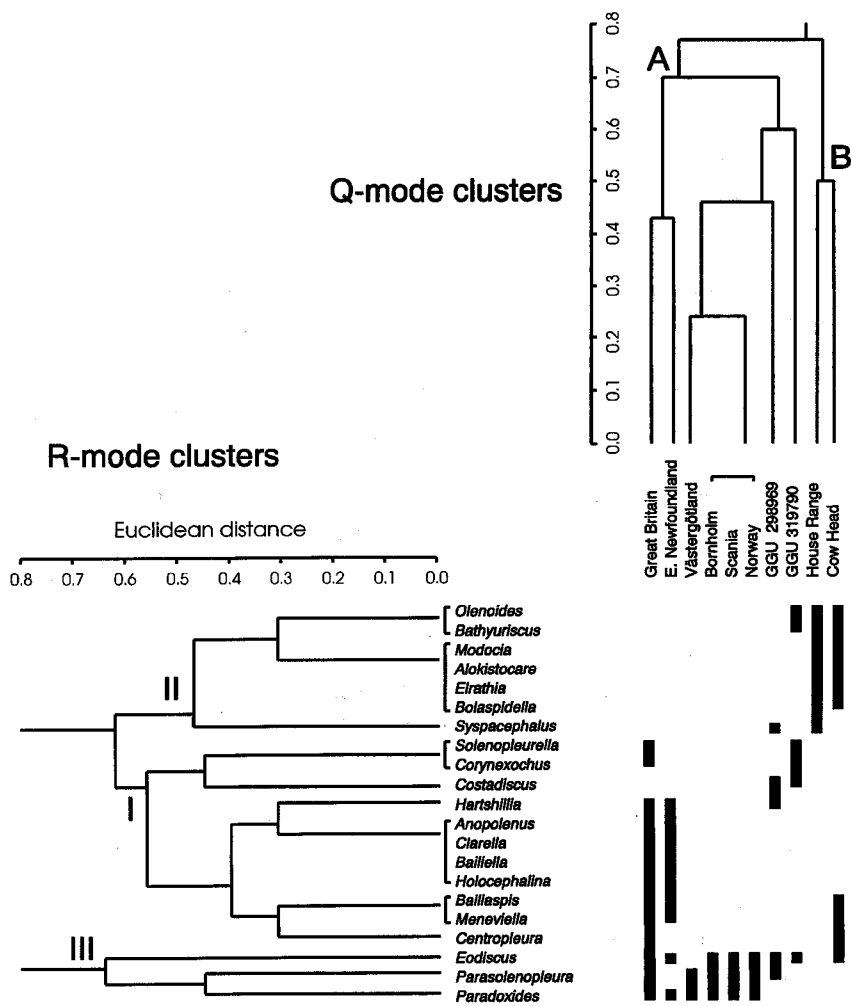 A
B
Q-mode clusters
0.8
0.7
0.6
0.5
0.4
0.3
0.2
0.1
0.0
R-mode clusters
Euclidean distance
0.8 0.7 0.6 0.5 0.4 0.3 0.2 0.1 0.0
Great Britain
E. Newfoundland
Västergötland
Bornholm
Scania
Norway
GGU 298969
GGU 319790
House Range
Cow Head
II
I
III
Olenoides
Bathyuriscus
Modocia
Alokistocare
Elrathia
Bolaspidella
Syspacephalus
Solenopleurella
Corynexochus
Costadiscus
Hartshillia
Anopolenus
Clarella
Bailiella
Holocephalina
Bailiaspis
Meneviella
Centropleura
Eodiscus
Parasolenopleura
Paradoxides